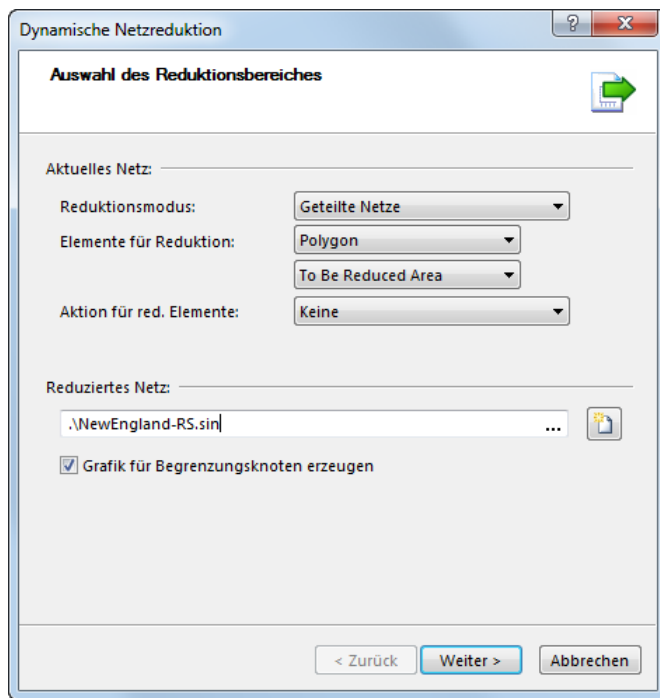 Dynamische Netzreduktion
?
Auswahl des Reduktionsbereiches
Aktuelles Netz:
Reduktionsmodus: Geteilte Netze
Elemente für Reduktion: Polygon
To Be Reduced Area
Aktion für red. Elemente: Keine
Reduziertes Netz:
.\NewEngland-RS.sin ...
Grafik für Begrenzungsknoten erzeugen
< Zurück Weiter > Abbrechen